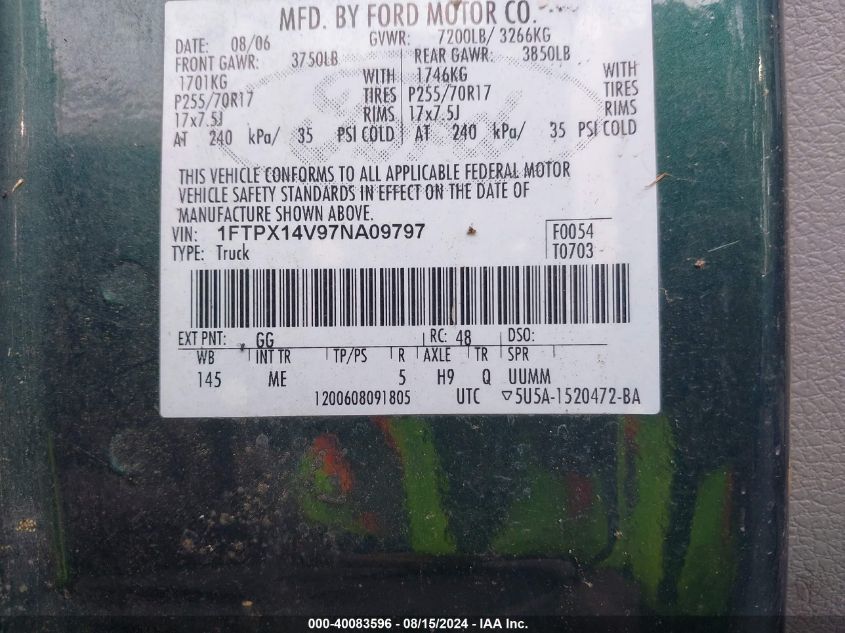 MFD. BY FORD MOTOR CO.
DATE: 08/06 GVWR: 7200LB/ 3266KG
FRONT GAWR: 3750LB REAR GAWR: 3850LB
1701KG WITH 1746KG WITH
P255/70R17 TIRES P255/70R17 TIRES
17x7.5J RIMS 17x7.5J RIMS
AT 240 kPa/ 35 PSI COLD AT 240 kPa/ 35 PSI COLD
THIS VEHICLE CONFORMS TO ALL APPLICABLE FEDERAL MOTOR
VEHICLE SAFETY STANDARDS IN EFFECT ON THE DATE OF
MANUFACTURE SHOWN ABOVE.
VIN: 1FTPX14V97NA09797 F0054
TYPE: Truck T0703
EXT PNT: GG RC: 48 DSO:
WB INT TR TP/PS R AXLE TR SPR
145 ME 5 H9 Q UUMM
1200608091805 UTC ▽5U5A-1520472-BA
000-40083596 - 08/15/2024 - IAA Inc.